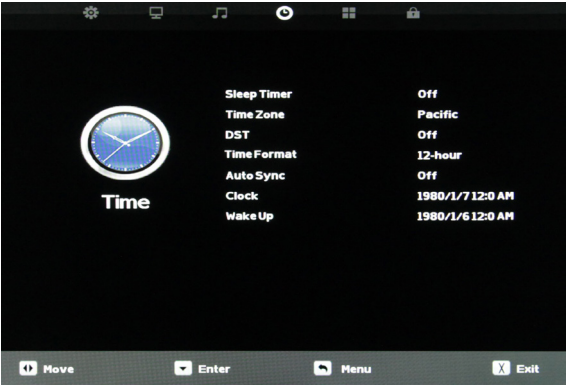 Sleep Timer Off
Time Zone Pacific
DST Off
Time Format 12-hour
Auto Sync Off
Clock 1980/1/7 12:0 AM
Wake Up 1980/1/6 12:0 AM
Time
Move Enter Menu X Exit